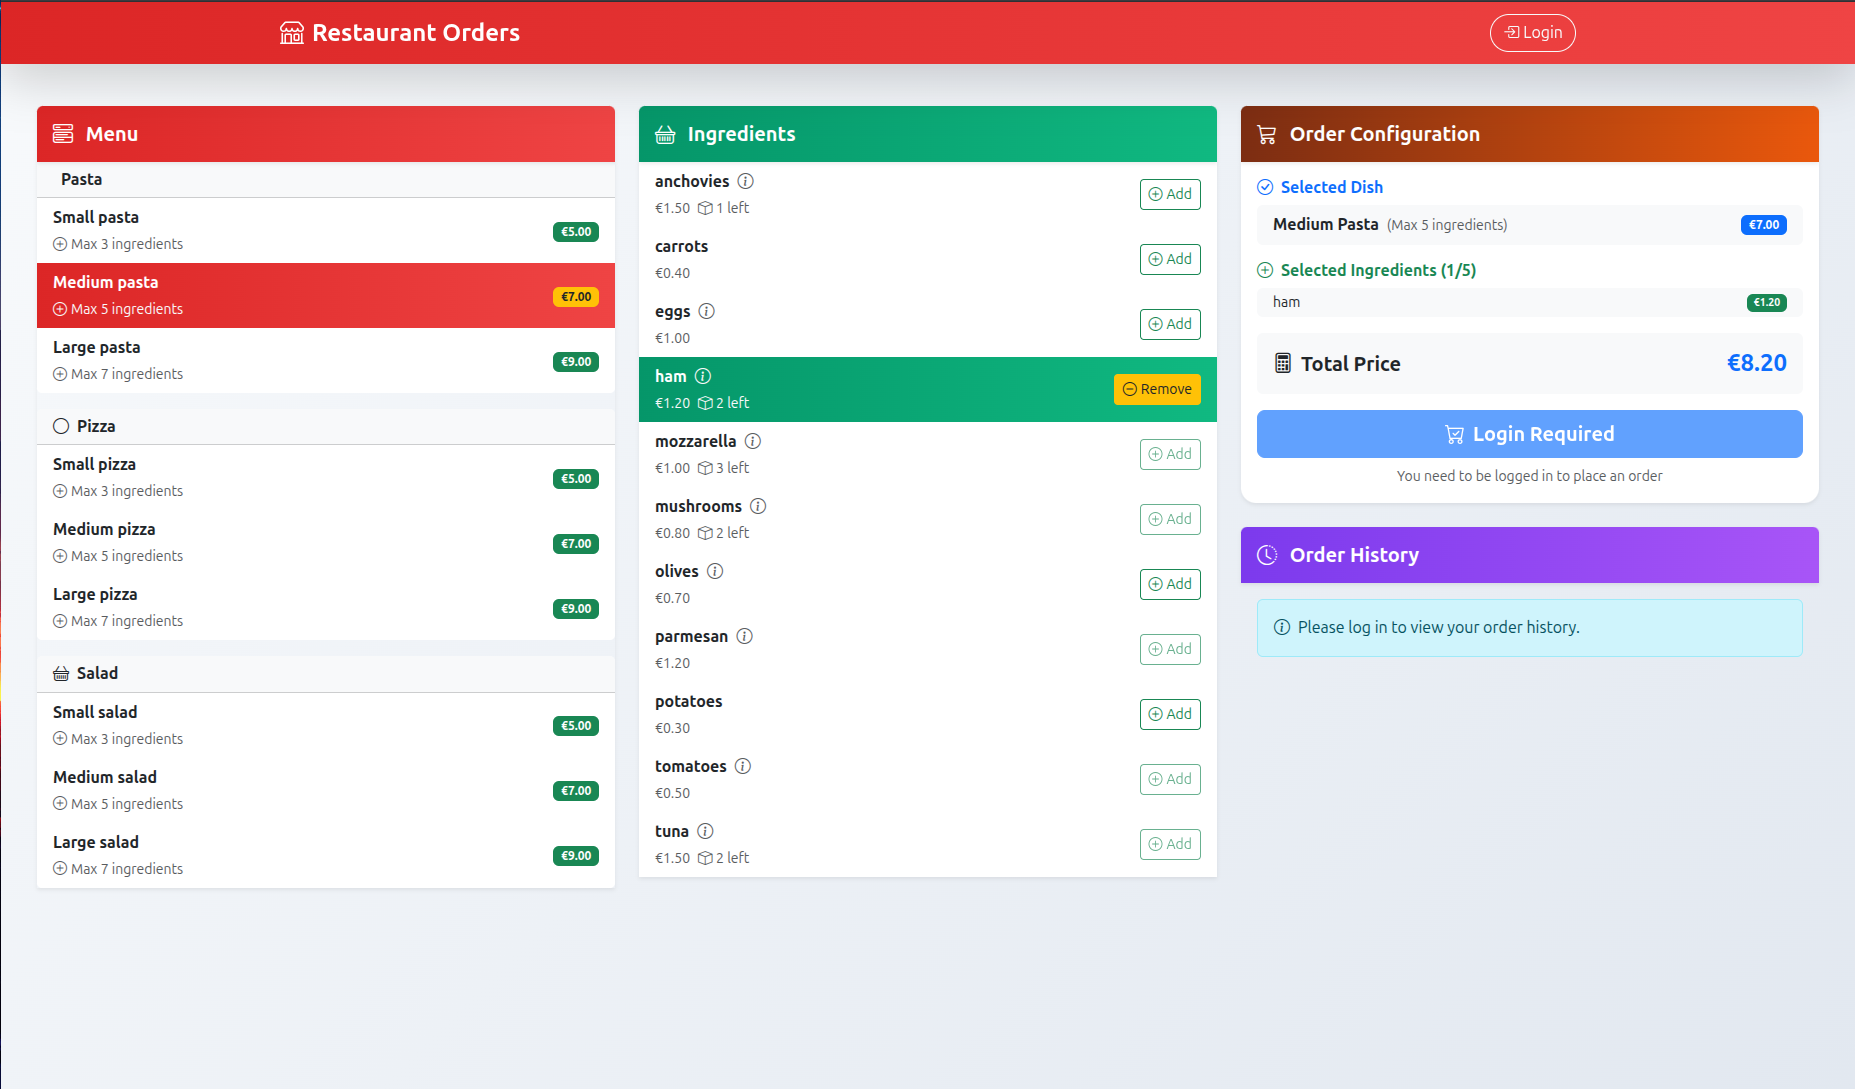 Restaurant Orders
Login
Menu
Pasta
Small pasta
Max 3 ingredients
€5.00
Medium pasta
Max 5 ingredients
€7.00
Large pasta
Max 7 ingredients
€9.00
Pizza
Small pizza
Max 3 ingredients
€5.00
Medium pizza
Max 5 ingredients
€7.00
Large pizza
Max 7 ingredients
€9.00
Salad
Small salad
Max 3 ingredients
€5.00
Medium salad
Max 5 ingredients
€7.00
Large salad
Max 7 ingredients
€9.00
Ingredients
anchovies
€1.50 1 left
Add
carrots
€0.40
Add
eggs
€1.00
Add
ham
€1.20 2 left
Remove
mozzarella
€1.00 3 left
Add
mushrooms
€0.80 2 left
Add
olives
€0.70
Add
parmesan
€1.20
Add
potatoes
€0.30
Add
tomatoes
€0.50
Add
tuna
€1.50 2 left
Add
Order Configuration
Selected Dish
Medium Pasta (Max 5 ingredients) €7.00
Selected Ingredients (1/5)
ham €1.20
Total Price €8.20
Login Required
You need to be logged in to place an order
Order History
Please log in to view your order history.